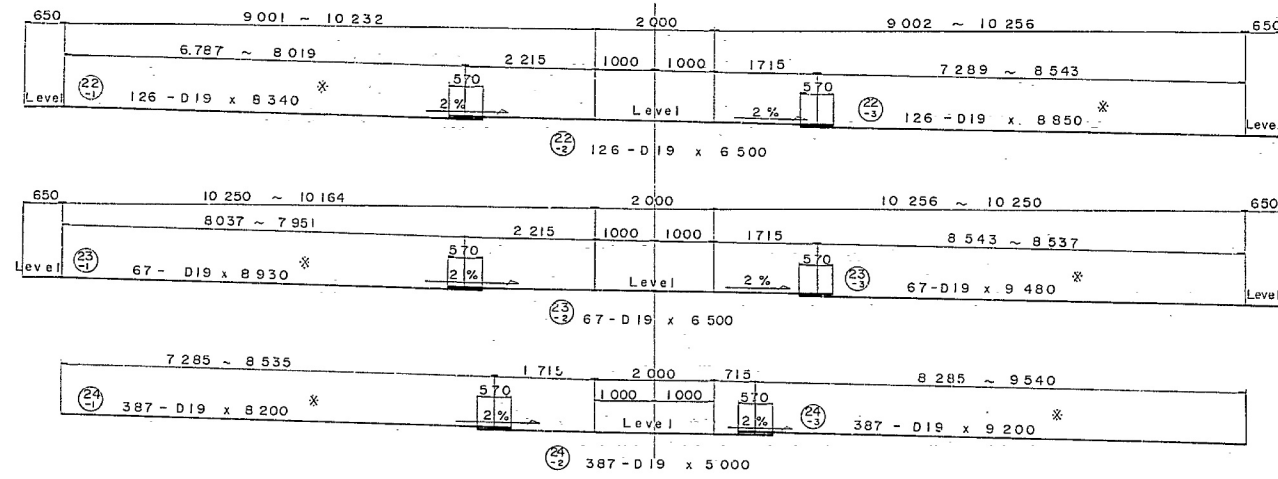 650 9 001 ~ 10 232 2 000 9 002 ~ 10 256 650
6.787 ~ 8 019 2 215 1000 1000 1715 7 289 ~ 8 543
570 570
Level 22 -1 126 - D19 x 8 340 ※ 2 % Level 2 % 22 -3 126 - D19 x. 8 850 ※ Level
22 -2 126 - D19 x 6 500
650 10 250 ~ 10 164 2 000 10 256 ~ 10 250 650
8037 ~ 7 951 2 215 1000 1000 1715 8 543 ~ 8 537
570 570
Level 23 -1 67 - D19 x 8 930 ※ 2 % Level 2 % 23 -3 67-D19 x 9 480 ※ Level
23 -2 67 - D19 x 6 500
7 285 ~ 8 535 1 715 2 000 715 8 285 ~ 9 540
570 1 000 1 000 570
24 -1 387 - D19 x 8 200 ※ 2 % Level 2 % 24 -3 387 - D19 x 9 200 ※
24 -2 387 - D19 x 5 000